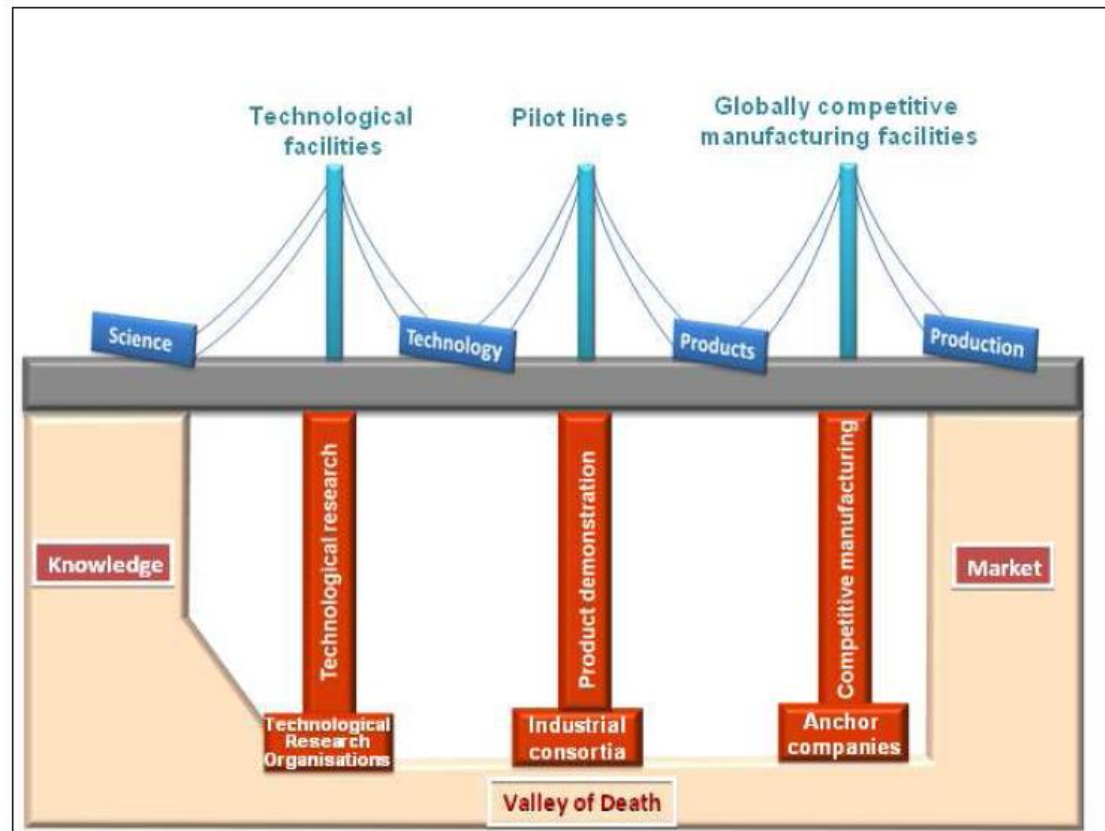 Technological
facilities
Pilot lines
Globally competitive
manufacturing facilities
Science
Technology
Products
Production
Technological research
Product demonstration
Competitive manufacturing
Knowledge
Market
Technological
Research
Organisations
Industrial
consortia
Anchor
companies
Valley of Death